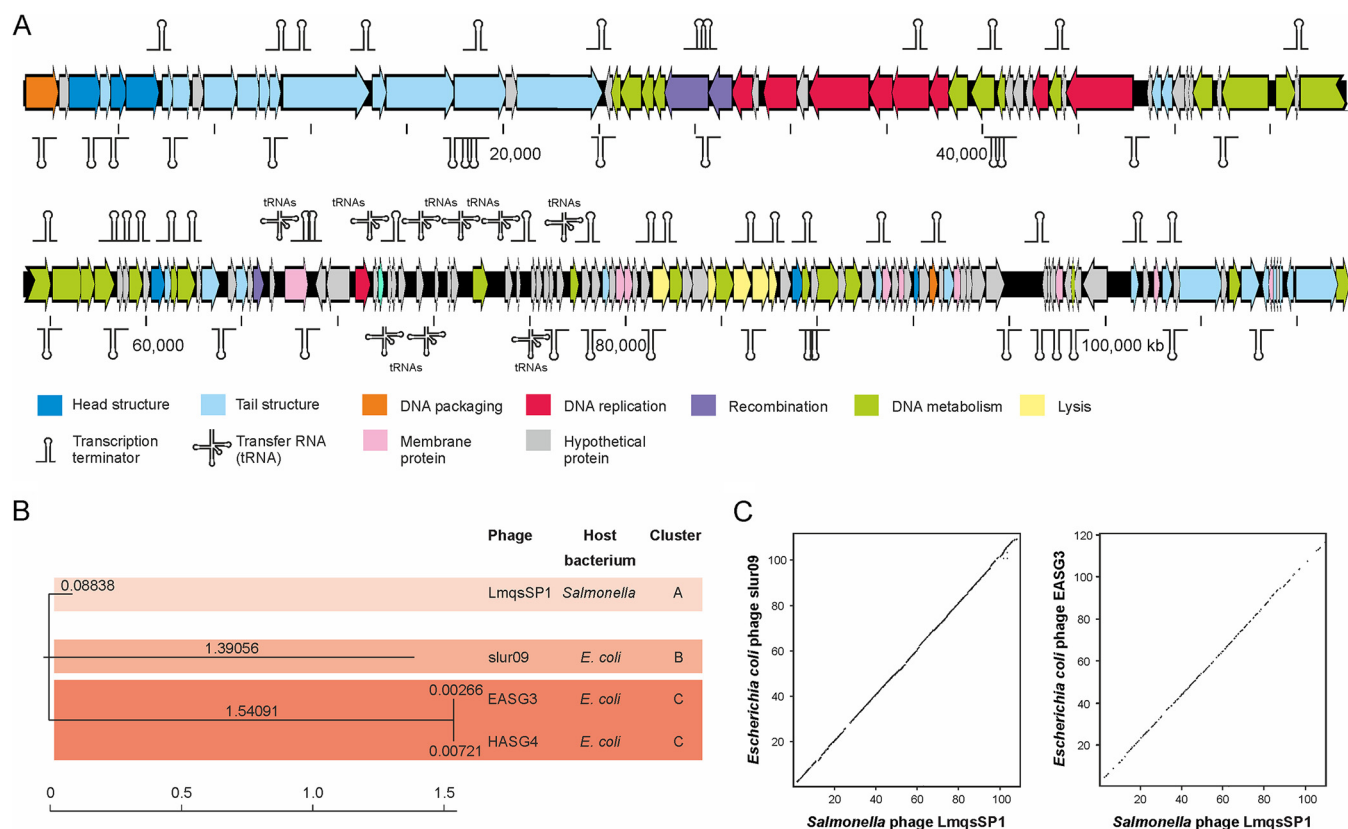 A
20,000
40,000
tRNAs tRNAs tRNAs tRNAs tRNAs tRNAs
60,000 80,000 100,000 kb
tRNAs tRNAs
Head structure Tail structure DNA packaging DNA replication Recombination DNA metabolism Lysis
Transcription terminator
Transfer RNA (tRNA)
Membrane protein
Hypothetical protein
B
Phage Host bacterium Cluster
0.08838 LmqsSP1 Salmonella A
1.39056 slur09 E. coli B
0.00266 EASG3 E. coli C
1.54091
0.00721 HASG4 E. coli C
0 0.5 1.0 1.5
C
Escherichia coli phage slur09
100
80
60
40
20
20 40 60 80 100
Salmonella phage LmqsSP1
Escherichia coli phage EASG3
120
100
80
60
40
20
20 40 60 80 100
Salmonella phage LmqsSP1